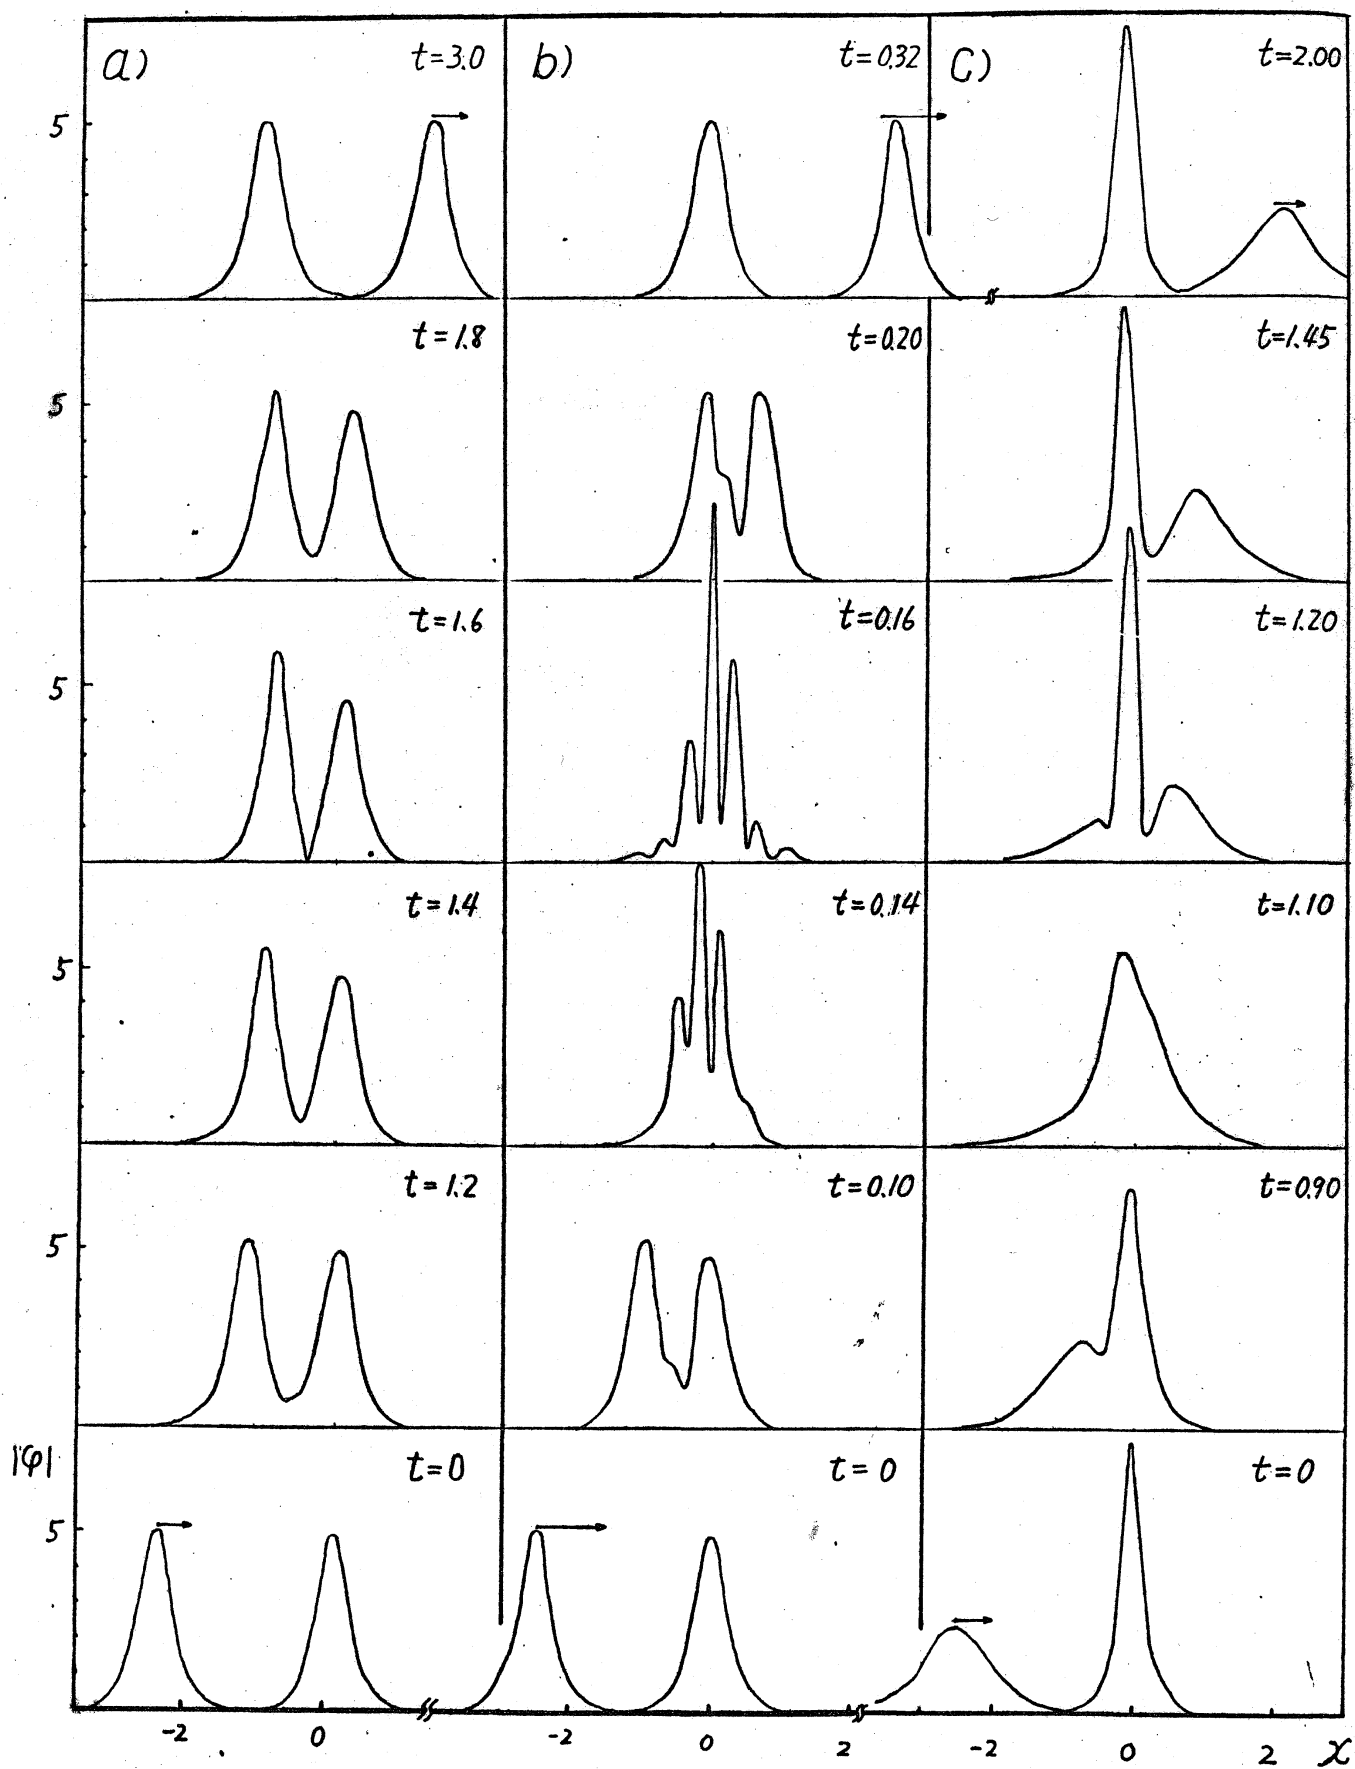 a) t=3.0 b) t=0.32 c) t=2.00
5
t=1.8 t=0.20 t=1.45
5
t=1.6 t=0.16 t=1.20
5
t=1.4 t=0.14 t=1.10
5
t=1.2 t=0.10 t=0.90
5
|φ| t=0 t=0 t=0
5
-2 0 -2 0 2 -2 0 2 x